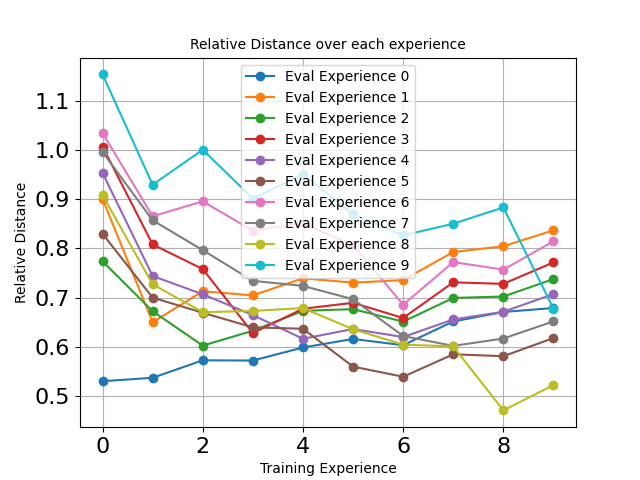 Relative Distance over each experience
Eval Experience 0
Eval Experience 1
Eval Experience 2
Eval Experience 3
Eval Experience 4
Eval Experience 5
Eval Experience 6
Eval Experience 7
Eval Experience 8
Eval Experience 9
Relative Distance
1.1
1.0
0.9
0.8
0.7
0.6
0.5
0 2 4 6 8
Training Experience